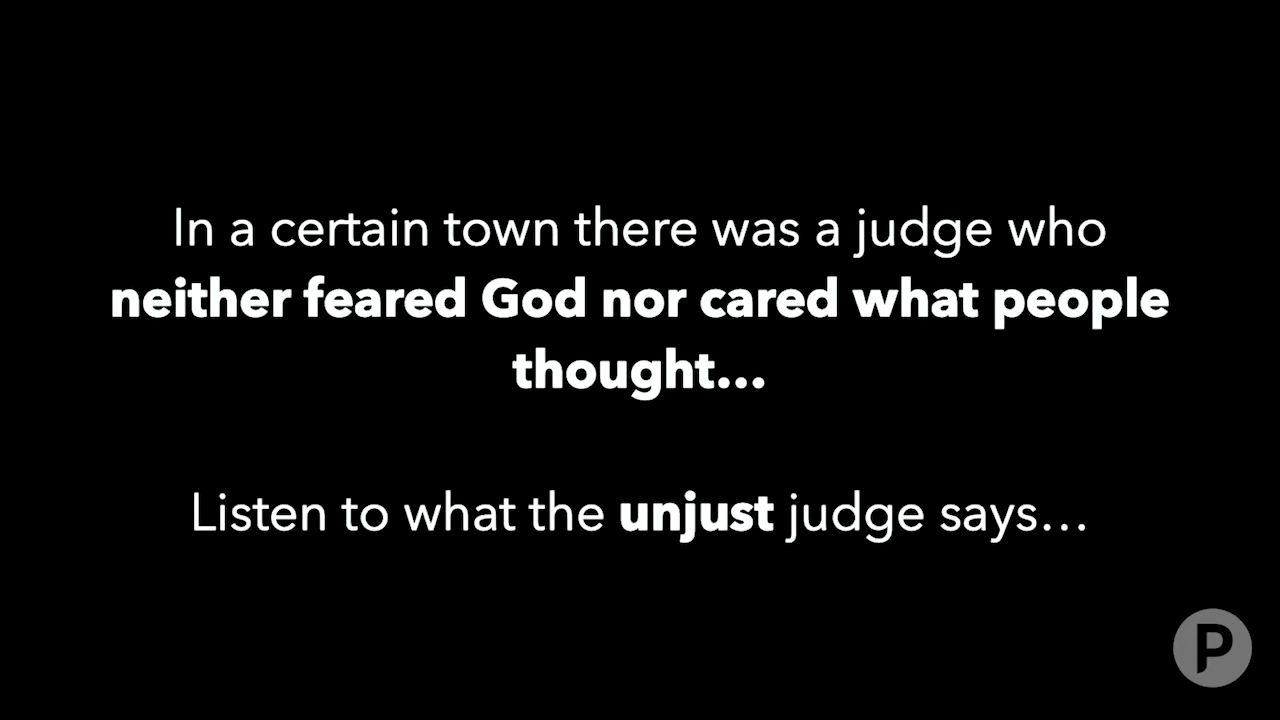 In a certain town there was a judge who
neither feared God nor cared what people
thought...
Listen to what the unjust judge says...
P